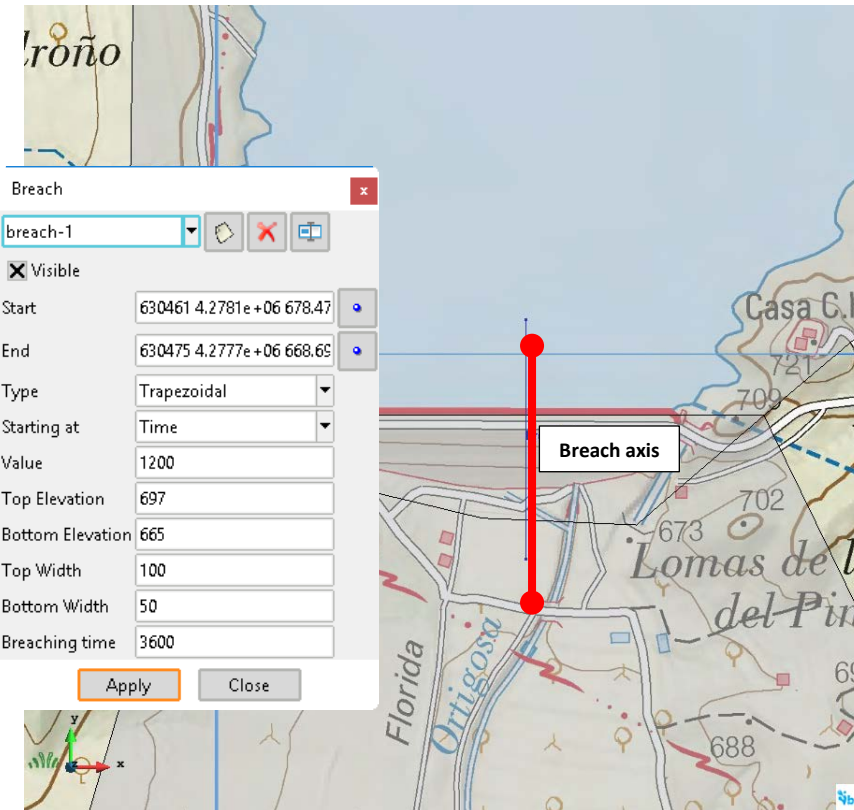 Breach
x
breach-1
Visible
Start
630461 4.2781e+06 678.47
End
630475 4.2777e+06 668.69
Type
Trapezoidal
Starting at
Time
Value
1200
Top Elevation
697
Bottom Elevation
665
Top Width
100
Bottom Width
50
Breaching time
3600
Apply
Close
Breach axis
Casa C.
721
709
702
673
Lomas de
del Pin
Florida
Ortigosa
688
y
z
x